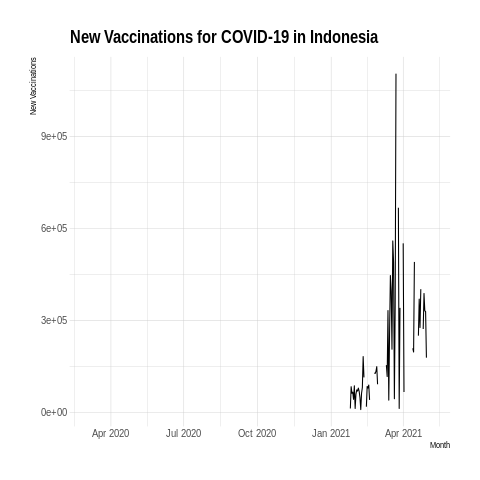 New Vaccinations for COVID-19 in Indonesia
New Vaccinations
9e+05
6e+05
3e+05
0e+00
Apr 2020 Jul 2020 Oct 2020 Jan 2021 Apr 2021
Month